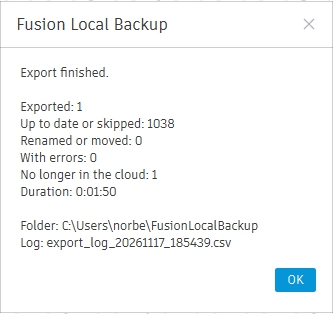 Fusion Local Backup
Export finished.
Exported: 1
Up to date or skipped: 1038
Renamed or moved: 0
With errors: 0
No longer in the cloud: 1
Duration: 0:01:50
Folder: C:\Users\norbe\FusionLocalBackup
Log: export_log_20261117_185439.csv
OK